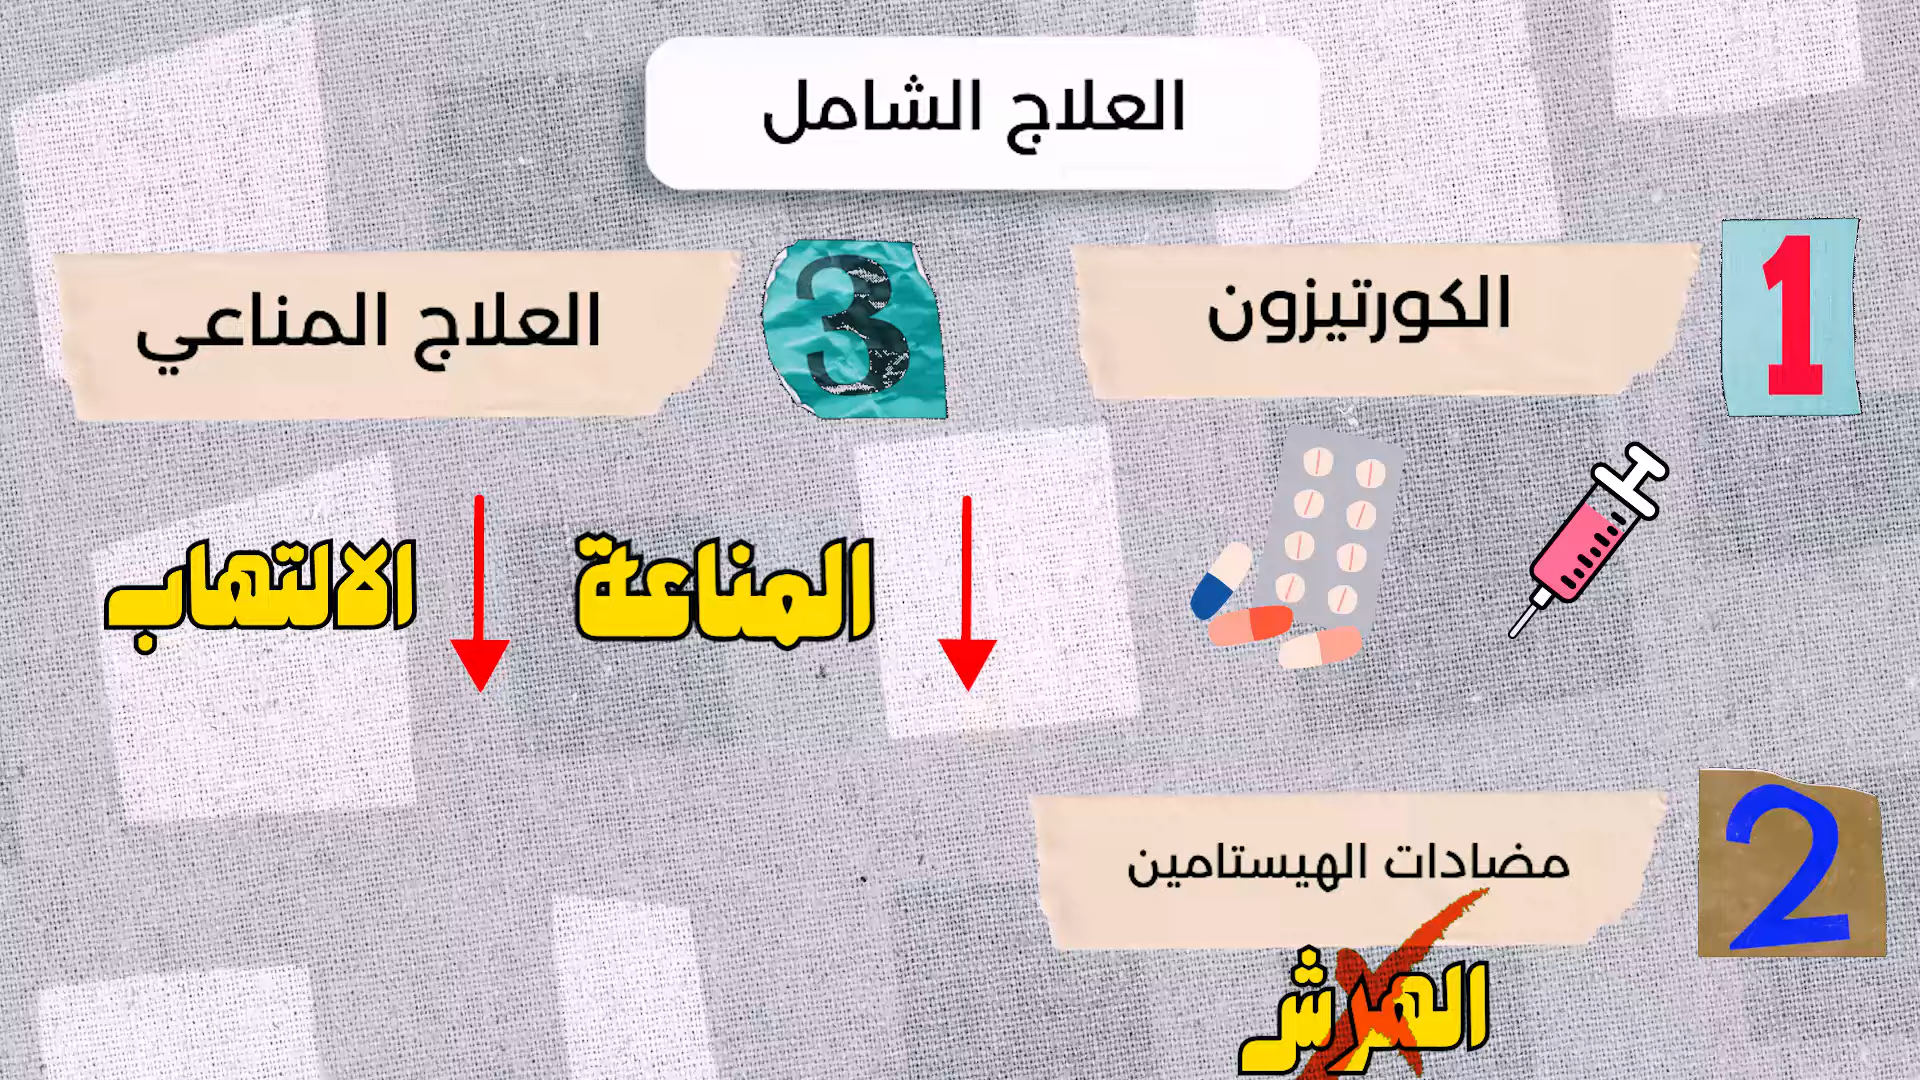 العلاج الشامل
1
الكورتيزون
2
مضادات الهيستامين
الهرش
3
العلاج المناعي
المناعة
الالتهاب